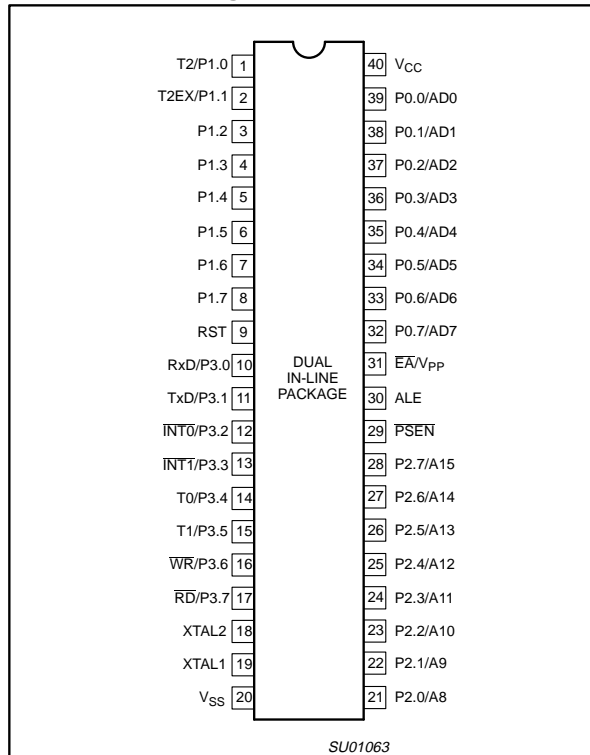 T2/P1.0 1
T2EX/P1.1 2
P1.2 3
P1.3 4
P1.4 5
P1.5 6
P1.6 7
P1.7 8
RST 9
RxD/P3.0 10
TxD/P3.1 11
INT0/P3.2 12
INT1/P3.3 13
T0/P3.4 14
T1/P3.5 15
WR/P3.6 16
RD/P3.7 17
XTAL2 18
XTAL1 19
VSS 20
DUAL
IN-LINE
PACKAGE
40 VCC
39 P0.0/AD0
38 P0.1/AD1
37 P0.2/AD2
36 P0.3/AD3
35 P0.4/AD4
34 P0.5/AD5
33 P0.6/AD6
32 P0.7/AD7
31 EA/VPP
30 ALE
29 PSEN
28 P2.7/A15
27 P2.6/A14
26 P2.5/A13
25 P2.4/A12
24 P2.3/A11
23 P2.2/A10
22 P2.1/A9
21 P2.0/A8
SU01063